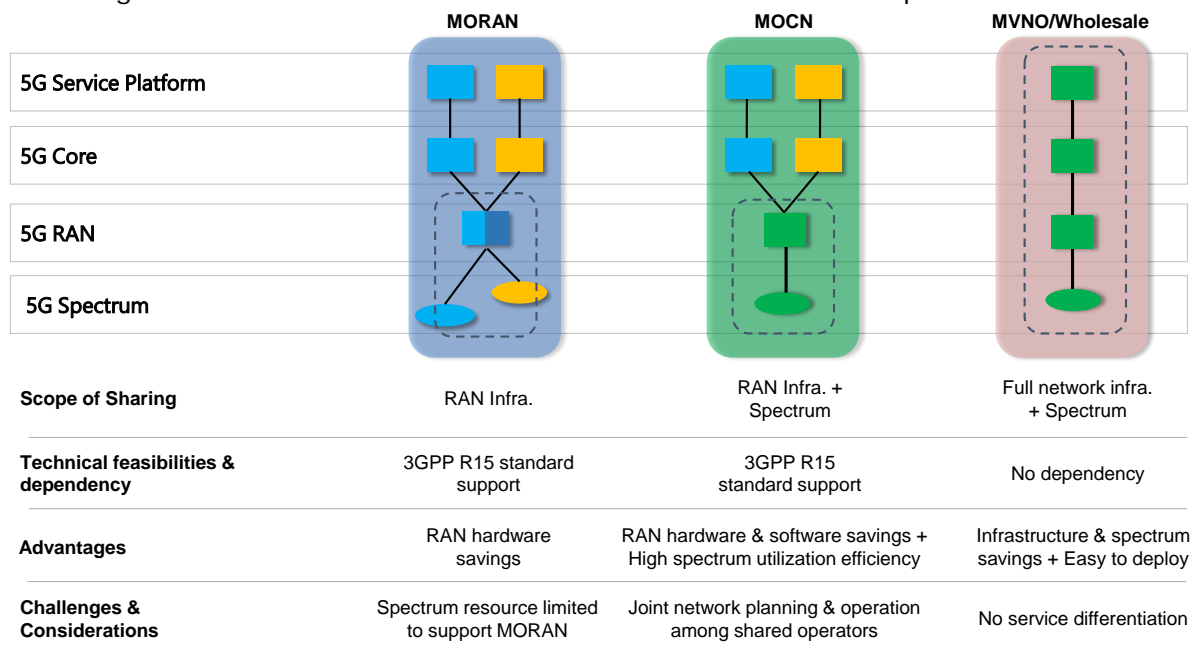 MORAN MOCN MVNO/Wholesale
5G Service Platform
5G Core
5G RAN
5G Spectrum
Scope of Sharing
RAN Infra.
RAN Infra. +
Spectrum
Full network infra.
+ Spectrum
Technical feasibilities &
dependency
3GPP R15 standard
support
3GPP R15
standard support
No dependency
Advantages
RAN hardware
savings
RAN hardware & software savings +
High spectrum utilization efficiency
Infrastructure & spectrum
savings + Easy to deploy
Challenges &
Considerations
Spectrum resource limited
to support MORAN
Joint network planning & operation
among shared operators
No service differentiation